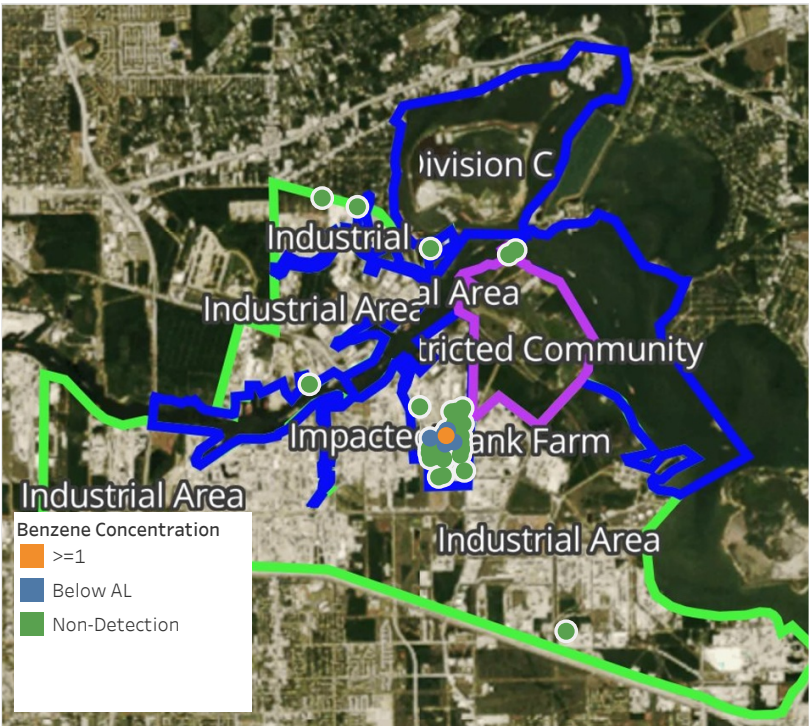 Division C
Industrial
Industrial Area
al Area
tricted Community
Impacte
ank Farm
Industrial Area
Industrial Area
Benzene Concentration
>=1
Below AL
Non-Detection